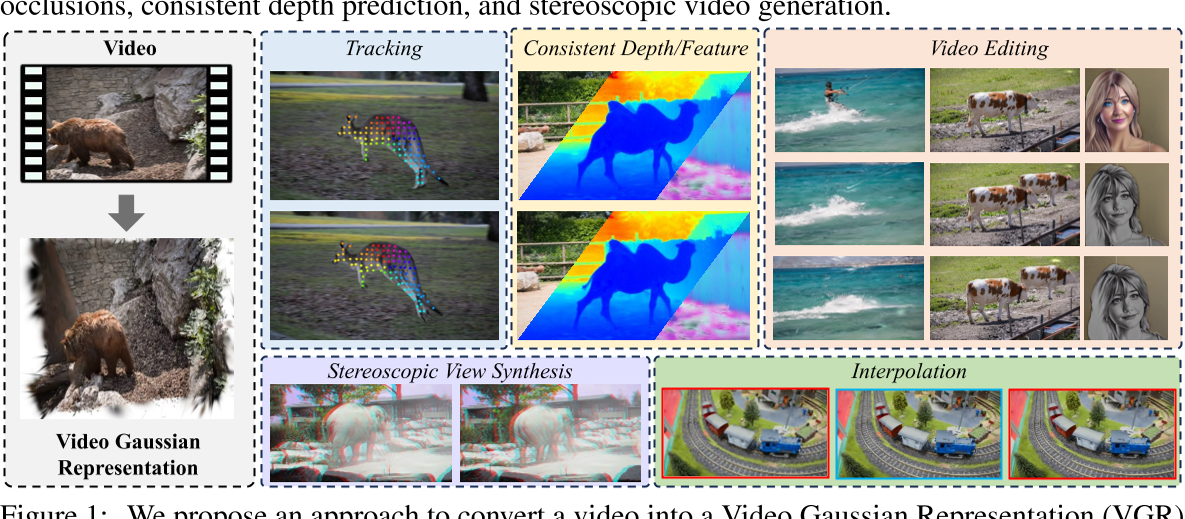 occlusions, consistent depth prediction, and stereoscopic video generation.
Video
Tracking
Consistent Depth/Feature
Video Editing
Video Gaussian
Representation
Stereoscopic View Synthesis
Interpolation
Figure 1: We propose an approach to convert a video into a Video Gaussian Representation (VGR)